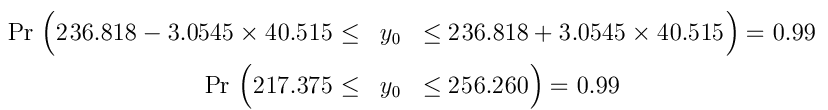 Pr (236.818 − 3.0545 × 40.515 ≤ y₀ ≤ 236.818 + 3.0545 × 40.515) = 0.99
Pr (217.375 ≤ y₀ ≤ 256.260) = 0.99